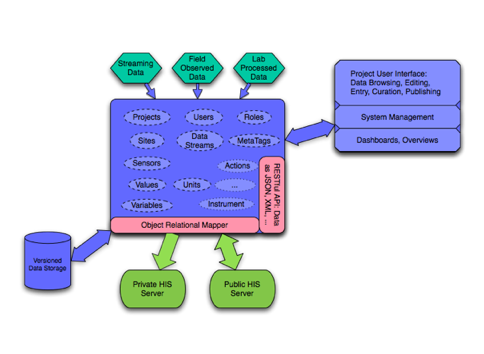 Streaming
Data
Field
Observed
Data
Lab
Processed
Data
Project User Interface:
Data Browsing, Editing,
Entry, Curation, Publishing
System Management
Dashboards, Overviews
Projects
Users
Roles
Sites
Data
Streams
MetaTags
Sensors
Actions
Values
Units
...
Variables
Instrument
RESTful API: Data
as JSON, XML, ...
Object Relational Mapper
Versioned
Data Storage
Private HIS
Server
Public HIS
Server